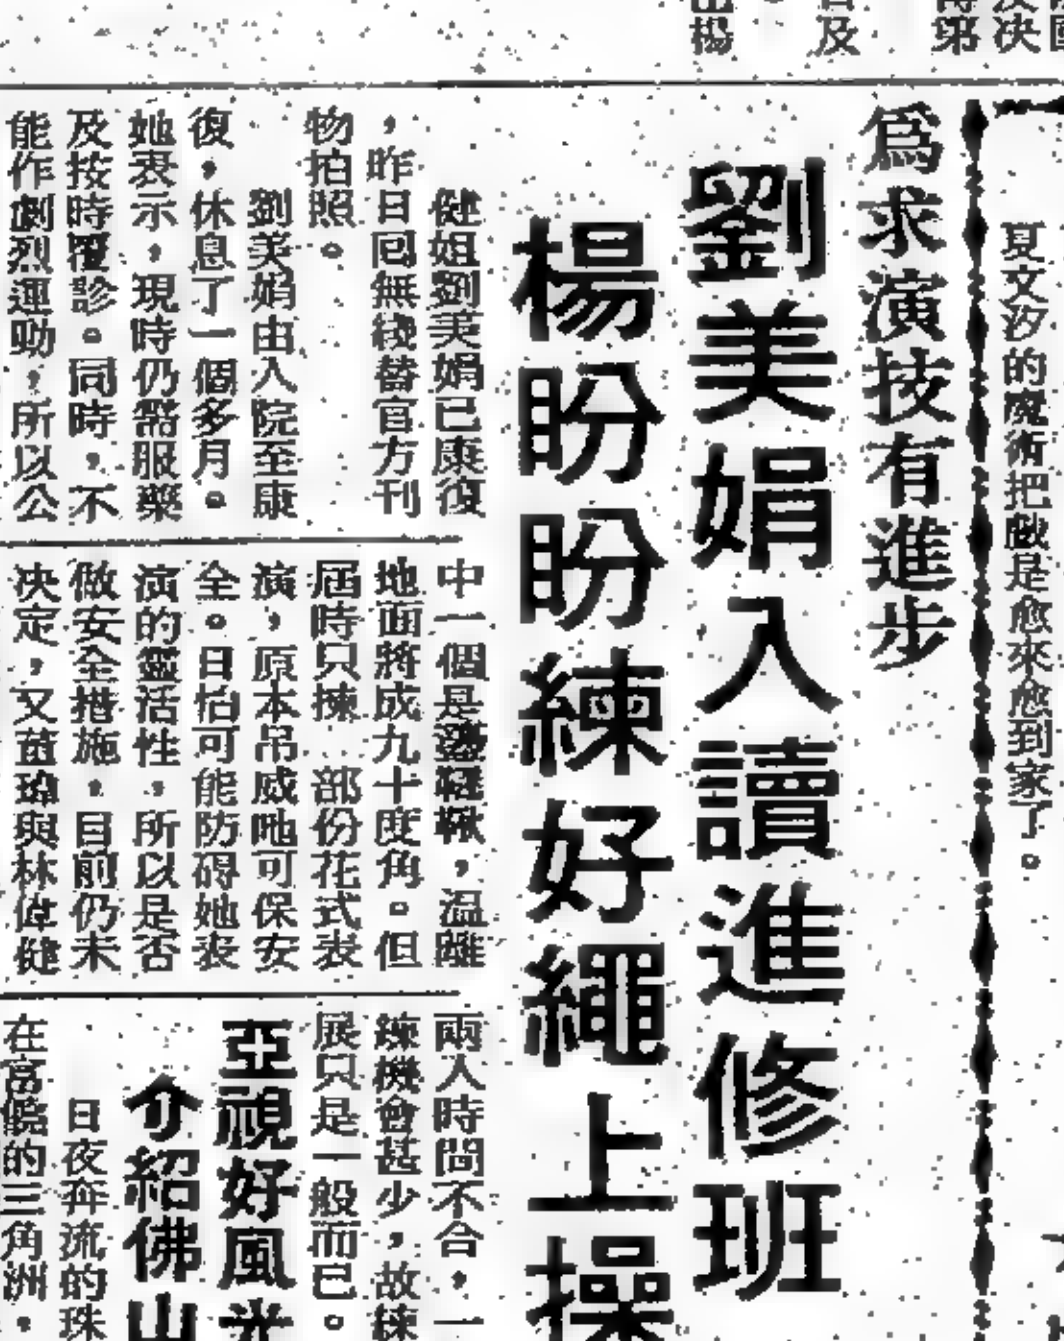 夏文汐的魔術把戲是愈來愈到家了。
爲求演技有進步
劉美娟入讀進修班
楊盼盼練好繩上操
健姐劉美娟已康復
，昨日囘無綫替官方刊
物拍照。
劉美娟由入院至康
復，休息了一個多月。
她表示，現時仍需服藥
及按時覆診。同時，不
能作劇烈運動，所以公
中一個是盪韆鞦，溫離
地面將成九十度角。但
屆時只揀 部份花式表
演，原本吊威吔可保安
全。日怕可能防碍她表
演的靈活性，所以是否
做安全措施，目前仍未
决定，又苗與林偉健
兩人時間不合，一
練機會甚少，故練
展只是一般而已。
亞視好風光
介紹佛山
日夜奔流的珠
在富饒的三角洲，